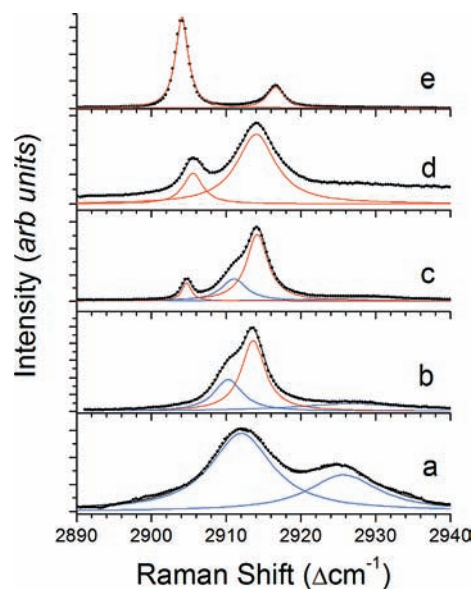 e
d
c
b
a
Intensity (arb units)
2890 2900 2910 2920 2930 2940
Raman Shift (Δcm⁻¹)